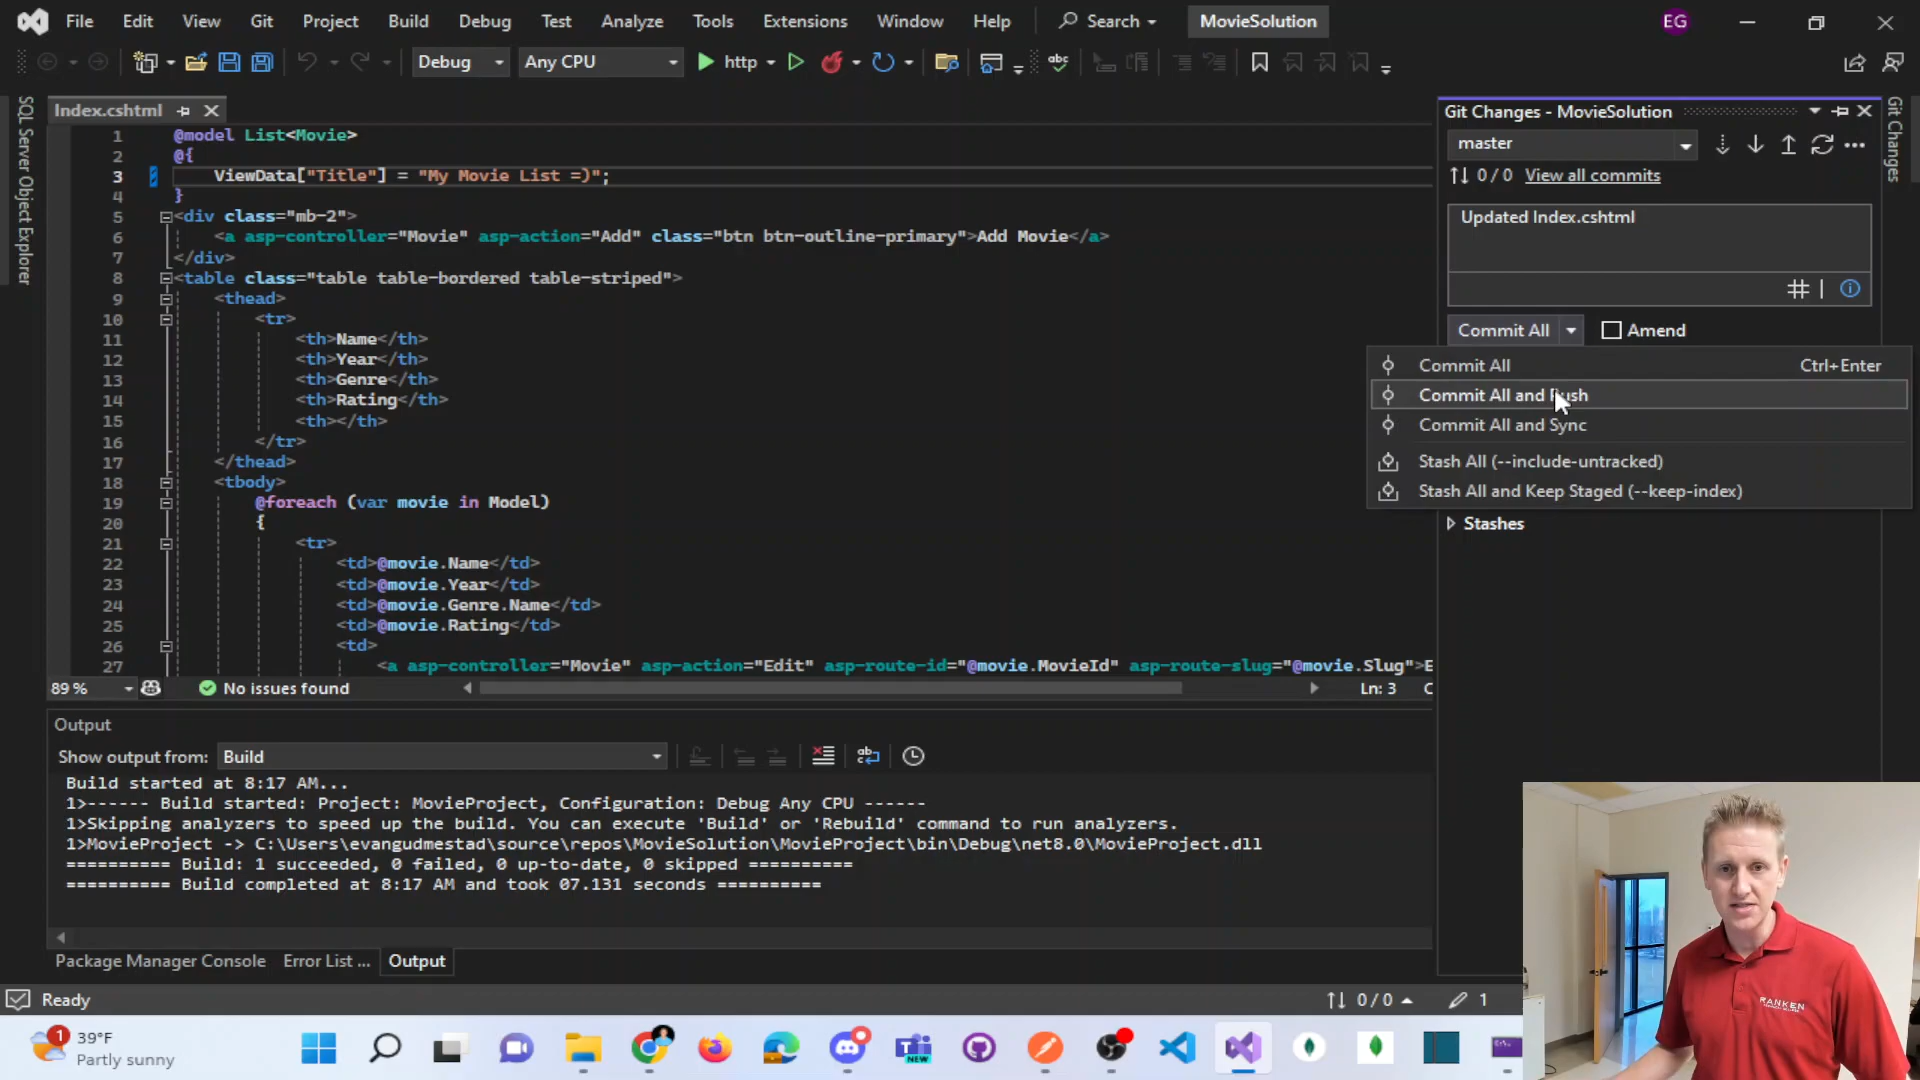 File Edit View Git Project Build Debug Test Analyze Tools Extensions Window Help Search MovieSolution EG
Debug Any CPU http
SQL Server Object Explorer
Index.cshtml
1 @model List<Movie>
2 @{
3 ViewData["Title"] = "My Movie List =)";
4 }
5 <div class="mb-2">
6 <a asp-controller="Movie" asp-action="Add" class="btn btn-outline-primary">Add Movie</a>
7 </div>
8 <table class="table table-bordered table-striped">
9 <thead>
10 <tr>
11 <th>Name</th>
12 <th>Year</th>
13 <th>Genre</th>
14 <th>Rating</th>
15 <th></th>
16 </tr>
17 </thead>
18 <tbody>
19 @foreach (var movie in Model)
20 {
21 <tr>
22 <td>@movie.Name</td>
23 <td>@movie.Year</td>
24 <td>@movie.Genre.Name</td>
25 <td>@movie.Rating</td>
26 <td>
27 <a asp-controller="Movie" asp-action="Edit" asp-route-id="@movie.MovieId" asp-route-slug="@movie.Slug">E
89 % No issues found Ln: 3 C
Git Changes - MovieSolution
master
0 / 0 View all commits
Updated Index.cshtml
Commit All Amend
Commit All Ctrl+Enter
Commit All and Push
Commit All and Sync
Stash All (--include-untracked)
Stash All and Keep Staged (--keep-index)
Stashes
Git Changes
Output
Show output from: Build
Build started at 8:17 AM...
1>------ Build started: Project: MovieProject, Configuration: Debug Any CPU ------
1>Skipping analyzers to speed up the build. You can execute 'Build' or 'Rebuild' command to run analyzers.
1>MovieProject -> C:\Users\evangudmestad\source\repos\MovieSolution\MovieProject\bin\Debug\net8.0\MovieProject.dll
========== Build: 1 succeeded, 0 failed, 0 up-to-date, 0 skipped ==========
========== Build completed at 8:17 AM and took 07.131 seconds ==========
Package Manager Console Error List ... Output
Ready 0 / 0 1
RANKEN
1 39°F
Partly sunny
NEW